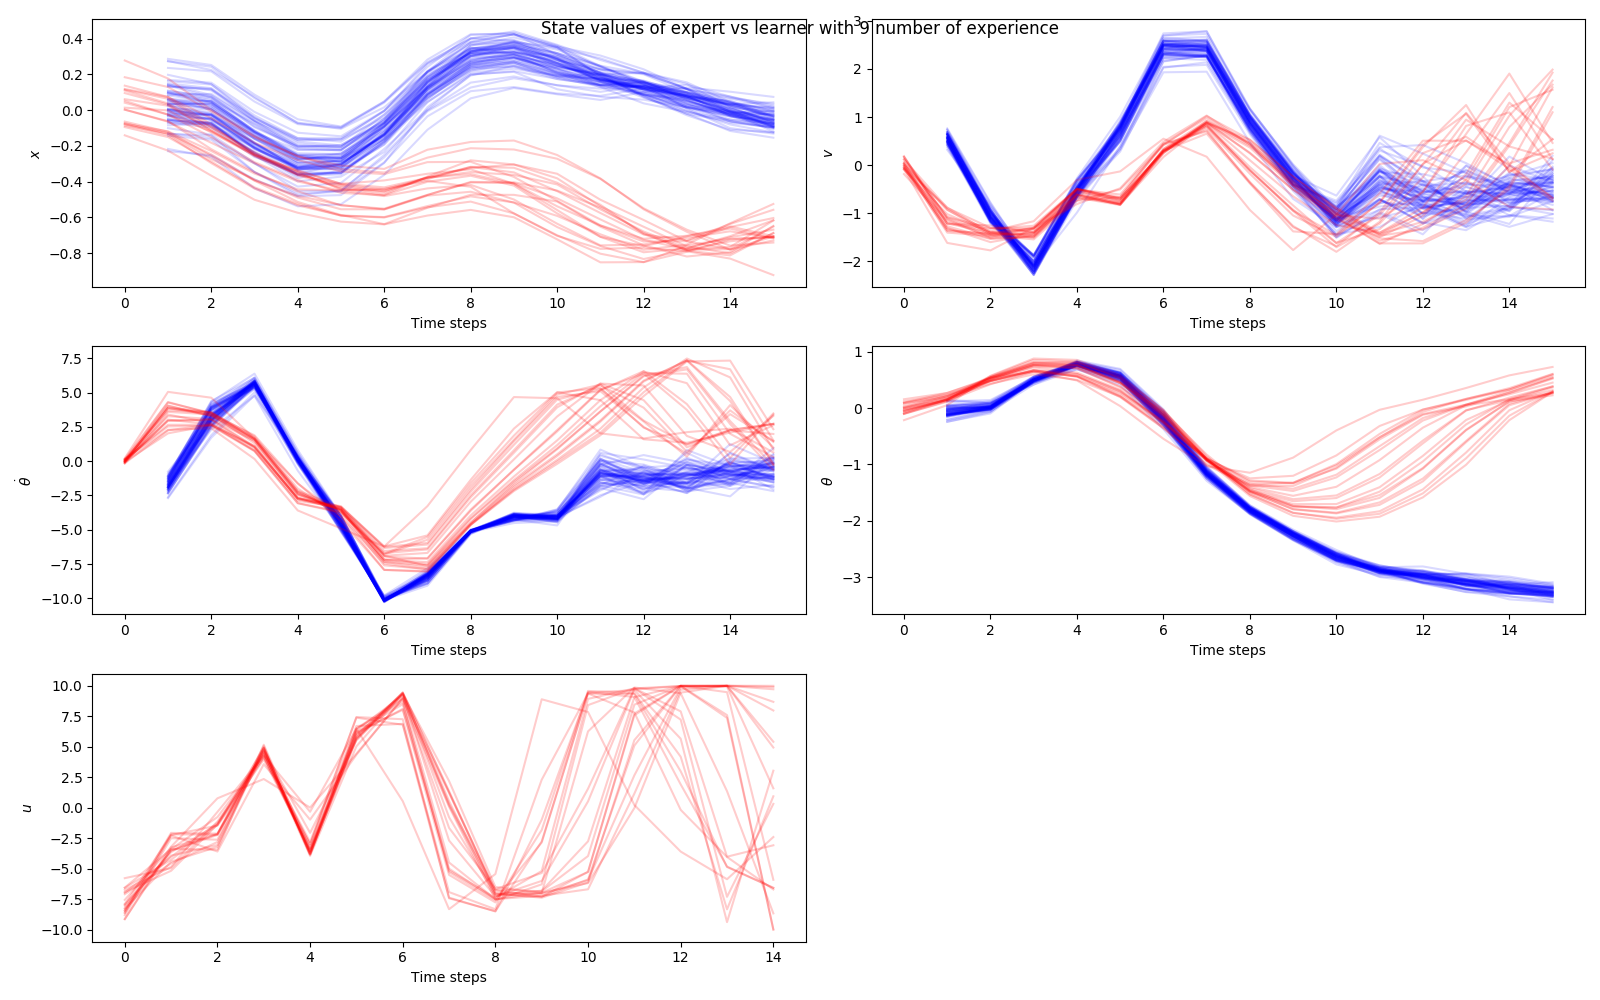 State values of expert vs learner with 9 number of experience
0.4
0.2
0.0
−0.2
−0.4
−0.6
−0.8
x
0 2 4 6 8 10 12 14
Time steps
3
2
1
0
−1
−2
v
0 2 4 6 8 10 12 14
Time steps
7.5
5.0
2.5
0.0
−2.5
−5.0
−7.5
−10.0
θ̇
0 2 4 6 8 10 12 14
Time steps
1
0
−1
−2
−3
θ
0 2 4 6 8 10 12 14
Time steps
10.0
7.5
5.0
2.5
0.0
−2.5
−5.0
−7.5
−10.0
u
0 2 4 6 8 10 12 14
Time steps